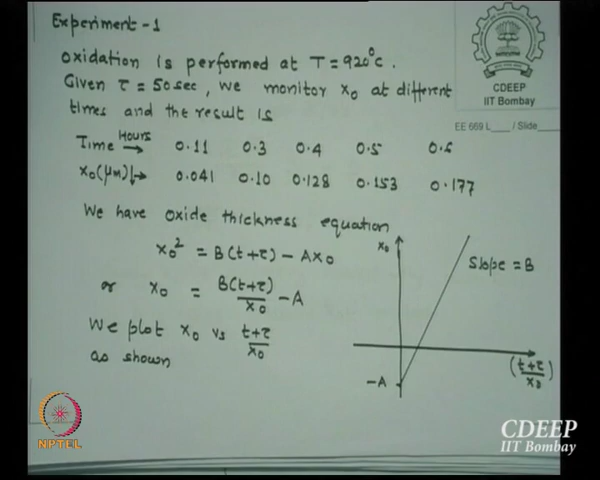 Experiment-1
Oxidation is performed at T = 920°C.
Given τ = 50 sec, we monitor x₀ at different
times and the result is
Time Hours → 0.11 0.3 0.4 0.5 0.6
x₀(μm)↓→ 0.041 0.10 0.128 0.153 0.177
We have oxide thickness equation
x₀² = B(t+τ) - Ax₀
or x₀ = B(t+τ)/x₀ - A
We plot x₀ vs t+τ/x₀
as shown
x₀
Slope = B
-A
(t+τ/x₀)
CDEEP
IIT Bombay
EE 669 L___ / Slide___
NPTEL
CDEEP
IIT Bombay